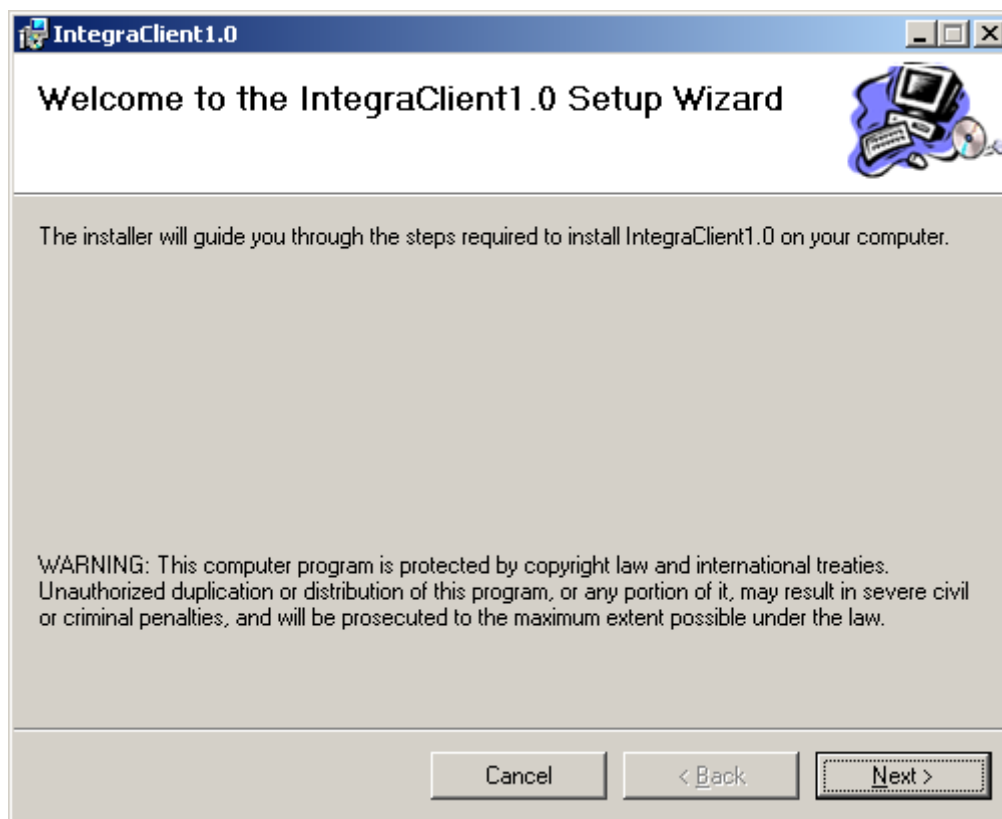 IntegraClient1.0
Welcome to the IntegraClient1.0 Setup Wizard
The installer will guide you through the steps required to install IntegraClient1.0 on your computer.
WARNING: This computer program is protected by copyright law and international treaties.
Unauthorized duplication or distribution of this program, or any portion of it, may result in severe civil
or criminal penalties, and will be prosecuted to the maximum extent possible under the law.
Cancel
< Back
Next >